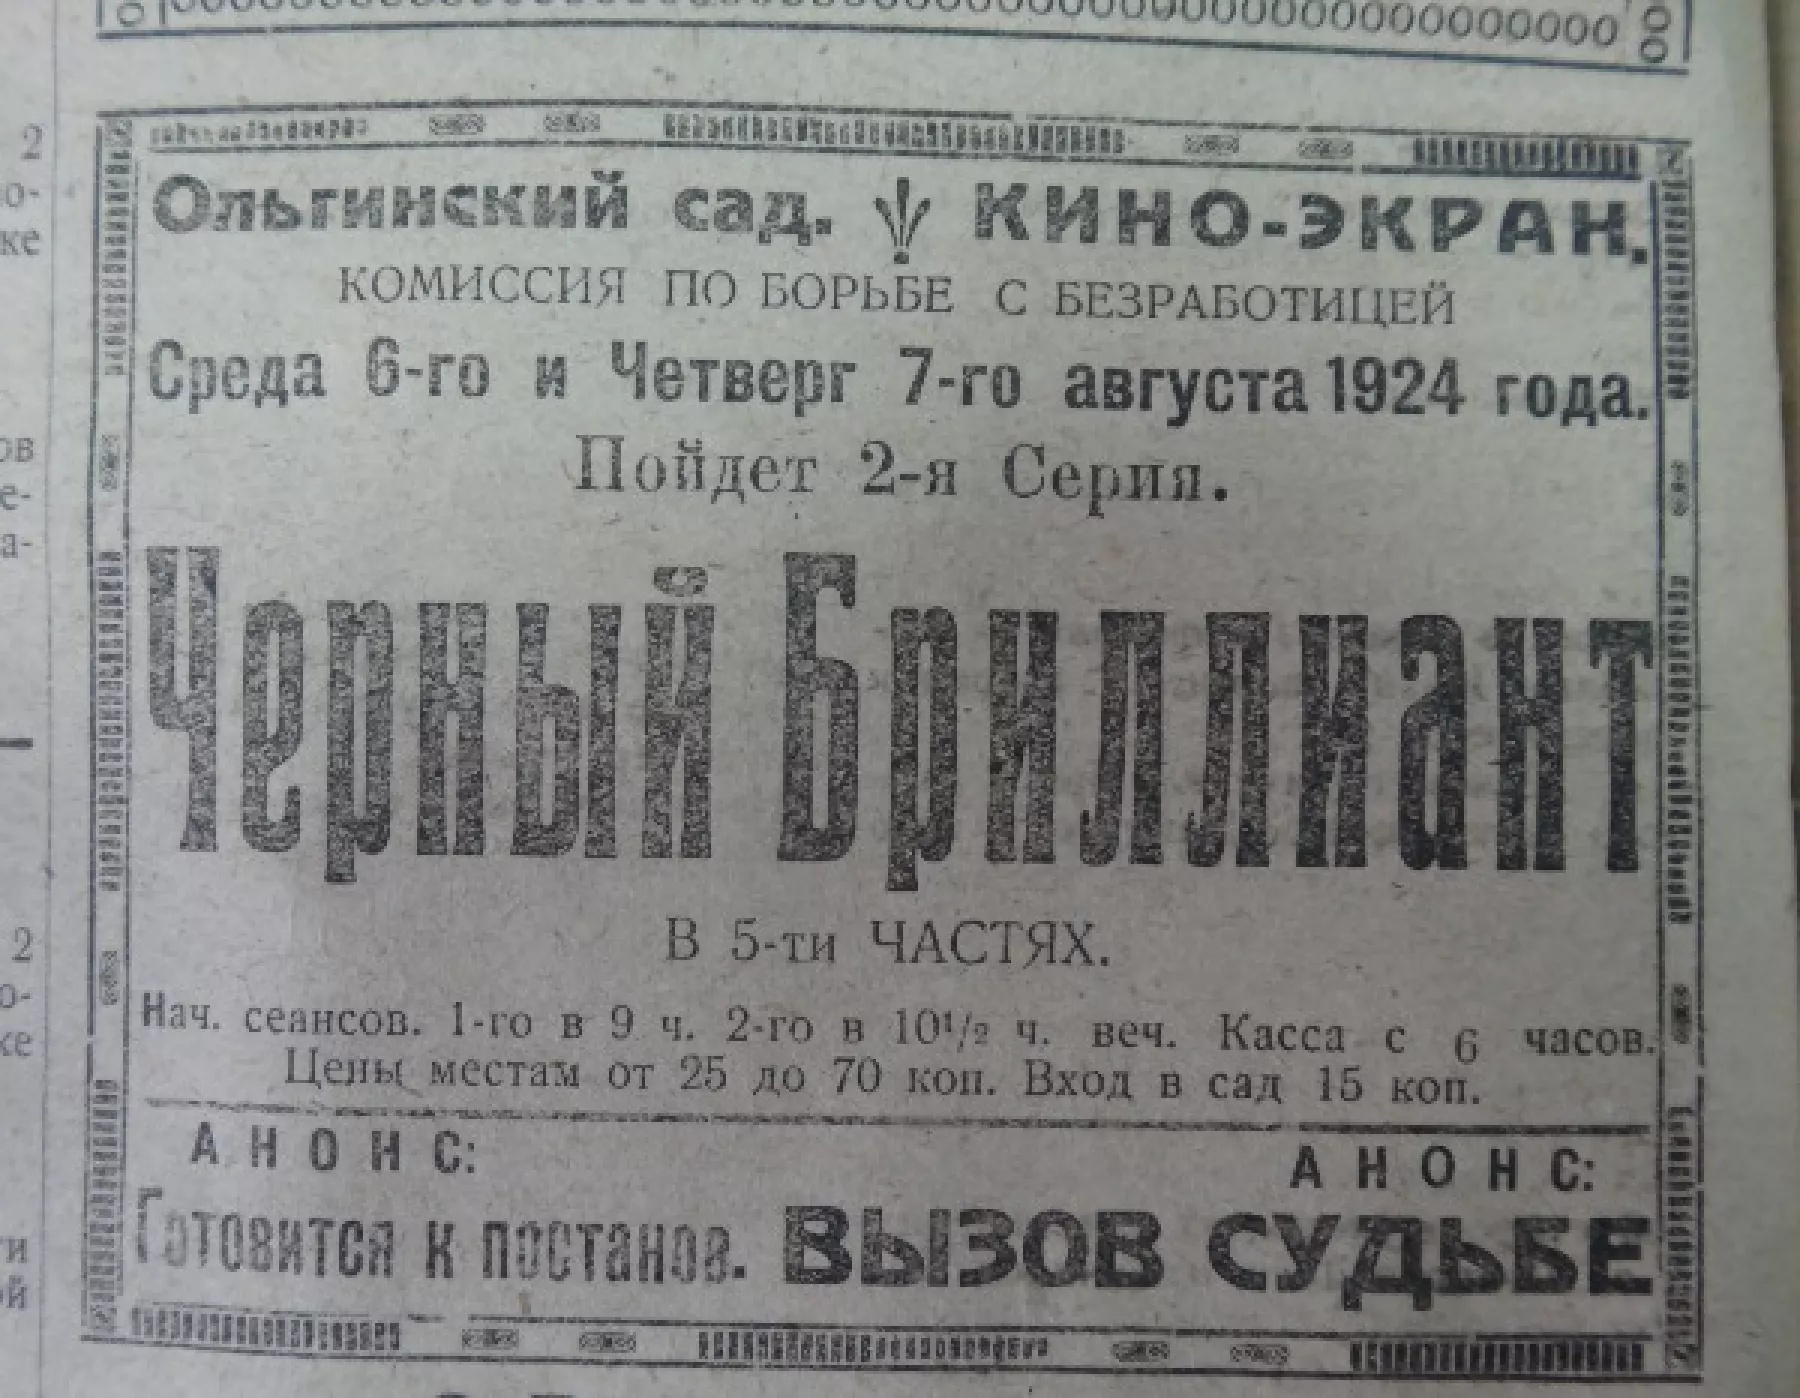 2
ке
Ольгинский сад. КИНО-ЭКРАН.
КОМИССИЯ ПО БОРЬБЕ С БЕЗРАБОТИЦЕЙ
Среда 6-го и Четверг 7-го августа 1924 года.
Пойдет 2-я Серия.
Черный Бриллиант
В 5-ти ЧАСТЯХ.
Нач. сеансов. 1-го в 9 ч. 2-го в 10½ ч. веч. Касса с 6 часов.
Цены местам от 25 до 70 коп. Вход в сад 15 коп.
АНОНС: АНОНС:
Готовится к постанов. ВЫЗОВ СУДЬБЕ